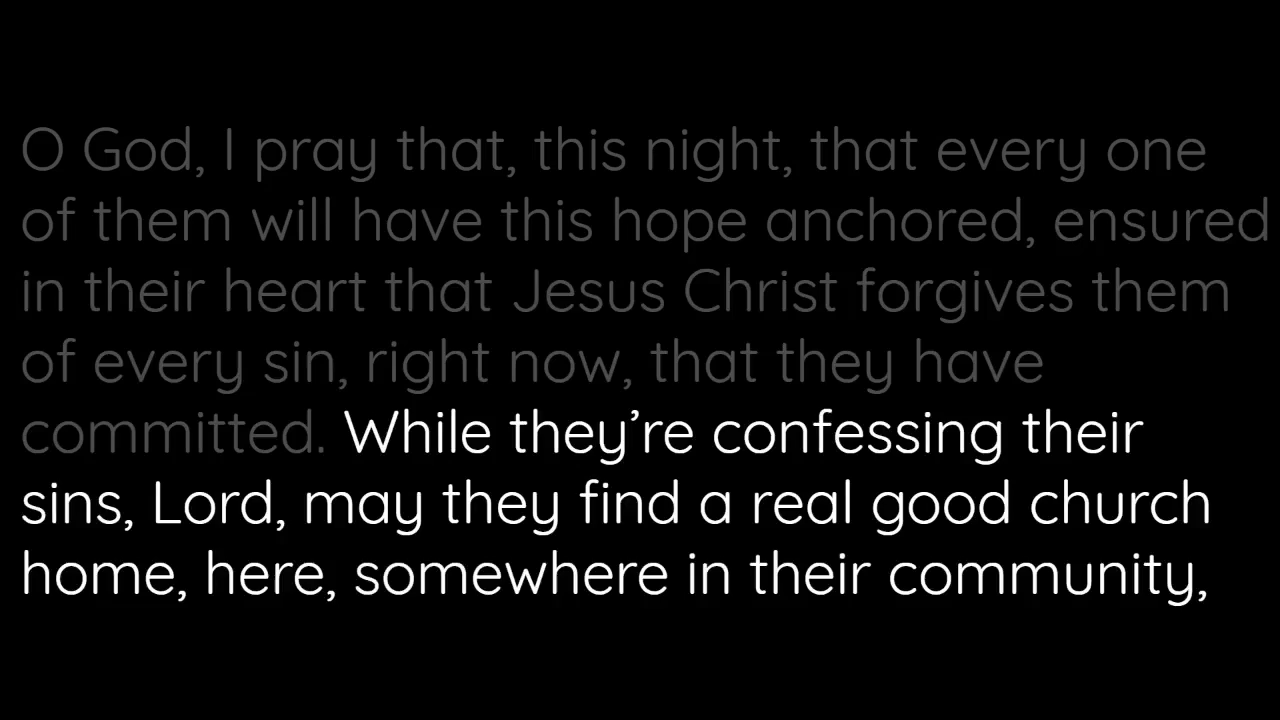 O God, I pray that, this night, that every one
of them will have this hope anchored, ensured
in their heart that Jesus Christ forgives them
of every sin, right now, that they have
committed. While they’re confessing their
sins, Lord, may they find a real good church
home, here, somewhere in their community,